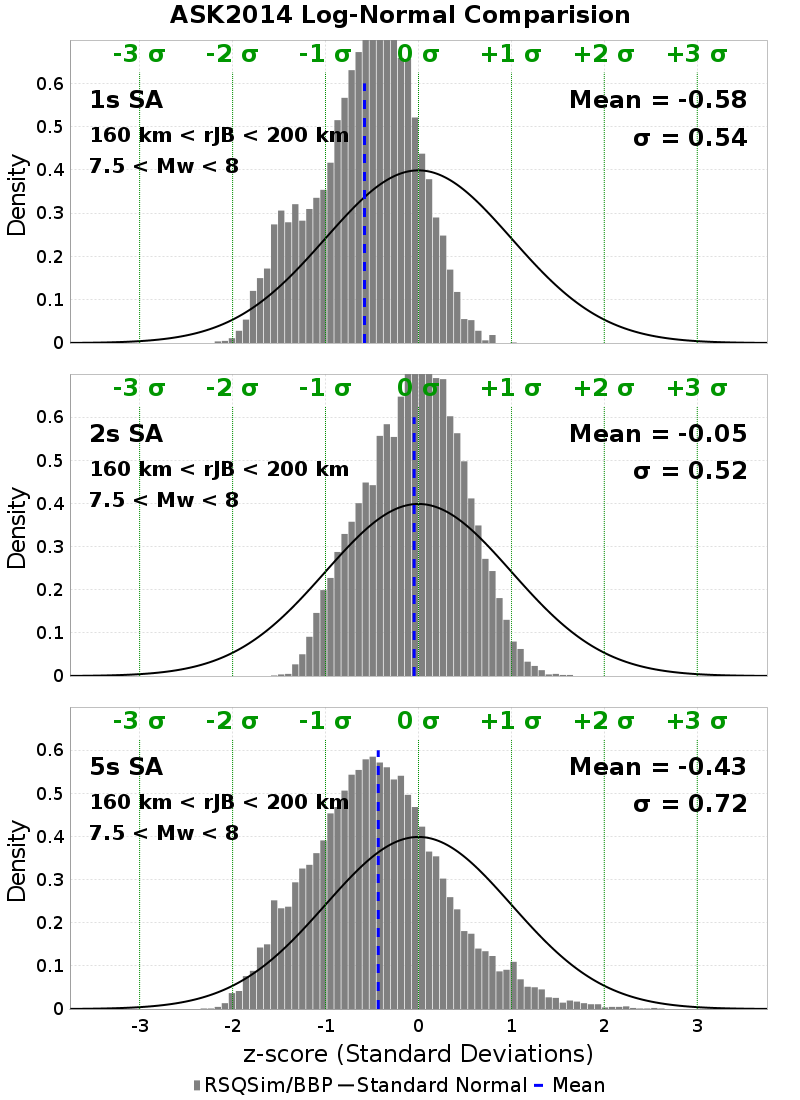 ASK2014 Log-Normal Comparision
-3 σ -2 σ -1 σ 0 σ +1 σ +2 σ +3 σ
1s SA
Mean = -0.58
160 km < rJB < 200 km
σ = 0.54
7.5 < Mw < 8
Density
0.6
0.5
0.4
0.3
0.2
0.1
0
-3 σ -2 σ -1 σ 0 σ +1 σ +2 σ +3 σ
2s SA
Mean = -0.05
160 km < rJB < 200 km
σ = 0.52
7.5 < Mw < 8
Density
0.6
0.5
0.4
0.3
0.2
0.1
0
-3 σ -2 σ -1 σ 0 σ +1 σ +2 σ +3 σ
5s SA
Mean = -0.43
160 km < rJB < 200 km
σ = 0.72
7.5 < Mw < 8
Density
0.6
0.5
0.4
0.3
0.2
0.1
0
-3 -2 -1 0 1 2 3
z-score (Standard Deviations)
RSQSim/BBP Standard Normal Mean